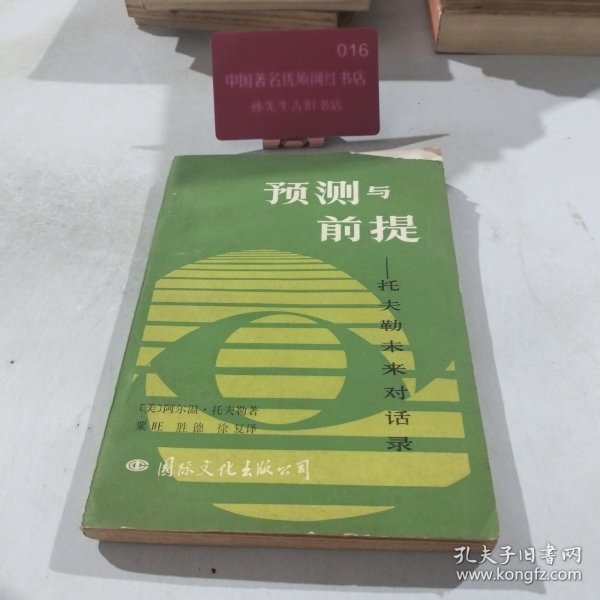 016
中国著名优质网红书店
孙先生古旧书店
预测与
前提
——托夫勒未来对话录
〔美〕阿尔温·托夫勒著
粟旺 胜德 徐复译
国际文化出版公司
孔夫子旧书网
www.kongfz.com